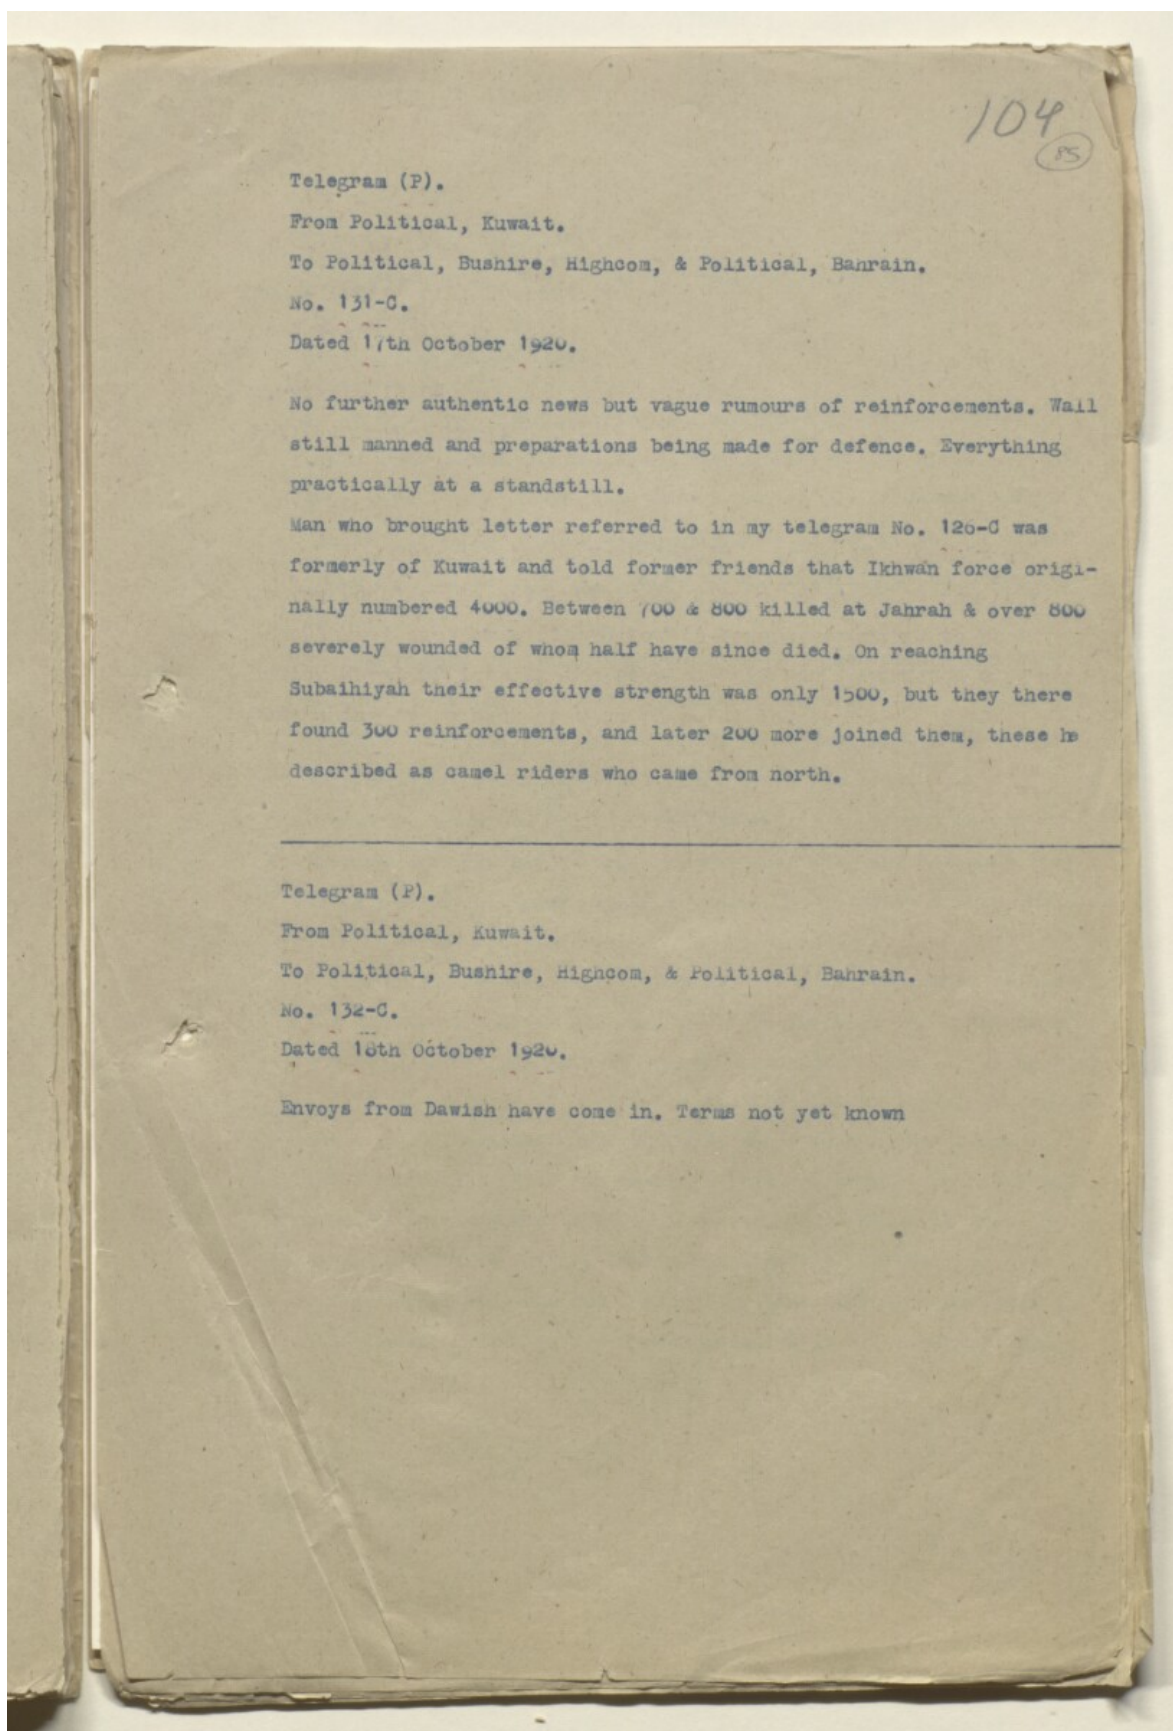 104
85
Telegram (P).
From Political, Kuwait.
To Political, Bushire, Highcom, & Political, Bahrain.
No. 131-C.
Dated 17th October 1920.
No further authentic news but vague rumours of reinforcements. Wall
still manned and preparations being made for defence. Everything
practically at a standstill.
Man who brought letter referred to in my telegram No. 126-C was
formerly of Kuwait and told former friends that Ikhwan force origi-
nally numbered 4000. Between 700 & 800 killed at Jahrah & over 800
severely wounded of whom half have since died. On reaching
Subaihiyah their effective strength was only 1500, but they there
found 300 reinforcements, and later 200 more joined them, these he
described as camel riders who came from north.
Telegram (P).
From Political, Kuwait.
To Political, Bushire, Highcom, & Political, Bahrain.
No. 132-C.
Dated 18th October 1920.
Envoys from Dawish have come in. Terms not yet known